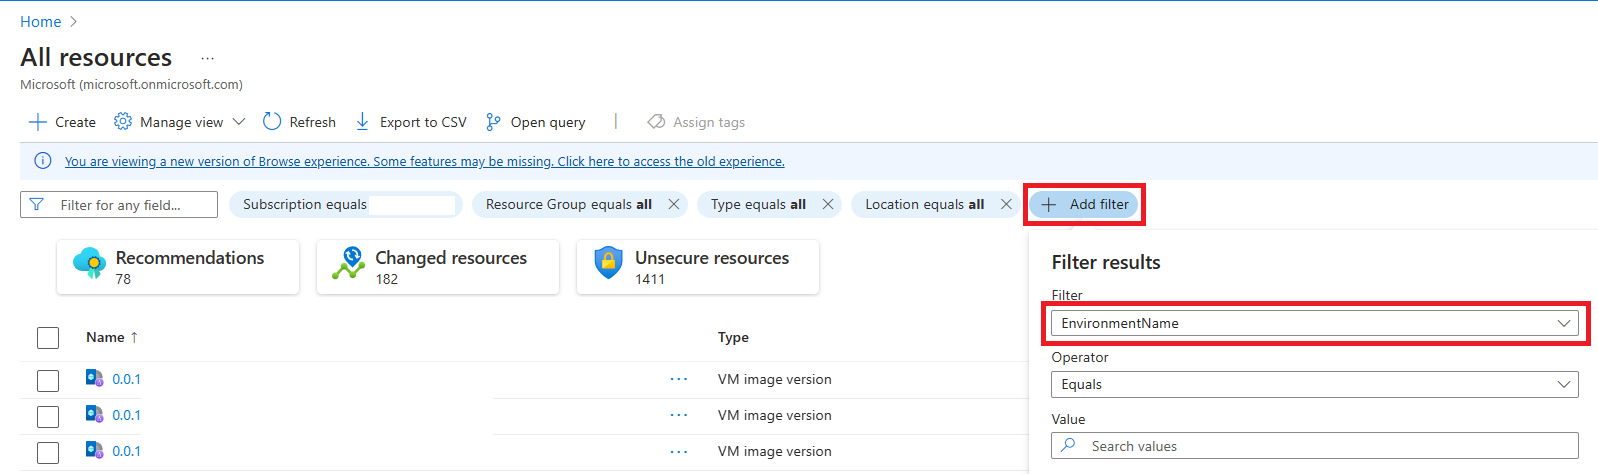 Home >
All resources ...
Microsoft (microsoft.onmicrosoft.com)
+ Create Manage view Refresh Export to CSV Open query | Assign tags
You are viewing a new version of Browse experience. Some features may be missing. Click here to access the old experience.
Filter for any field... Subscription equals Resource Group equals all Type equals all Location equals all + Add filter
Recommendations Changed resources Unsecure resources
78 182 1411
Filter results
Filter
EnvironmentName
Operator
Equals
Value
Search values
Name ↑ Type
0.0.1 ... VM image version
0.0.1 ... VM image version
0.0.1 ... VM image version